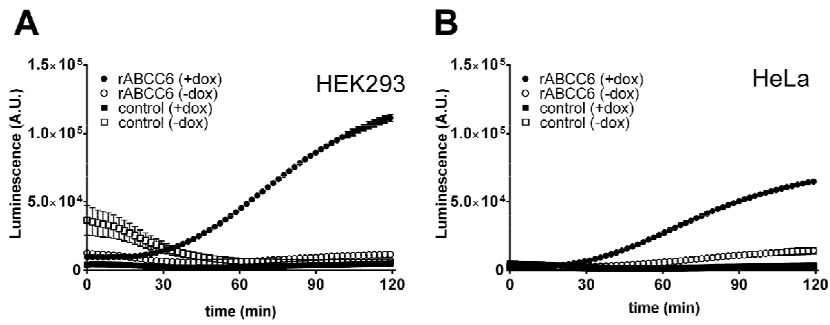 A
B
1.5×10⁵
1.0×10⁵
5.0×10⁴
0
Luminescence (A.U.)
rABCC6 (+dox)
rABCC6 (-dox)
control (+dox)
control (-dox)
HEK293
0 30 60 90 120
time (min)
1.5×10⁵
1.0×10⁵
5.0×10⁴
0
Luminescence (A.U.)
rABCC6 (+dox)
rABCC6 (-dox)
control (+dox)
control (-dox)
HeLa
0 30 60 90 120
time (min)